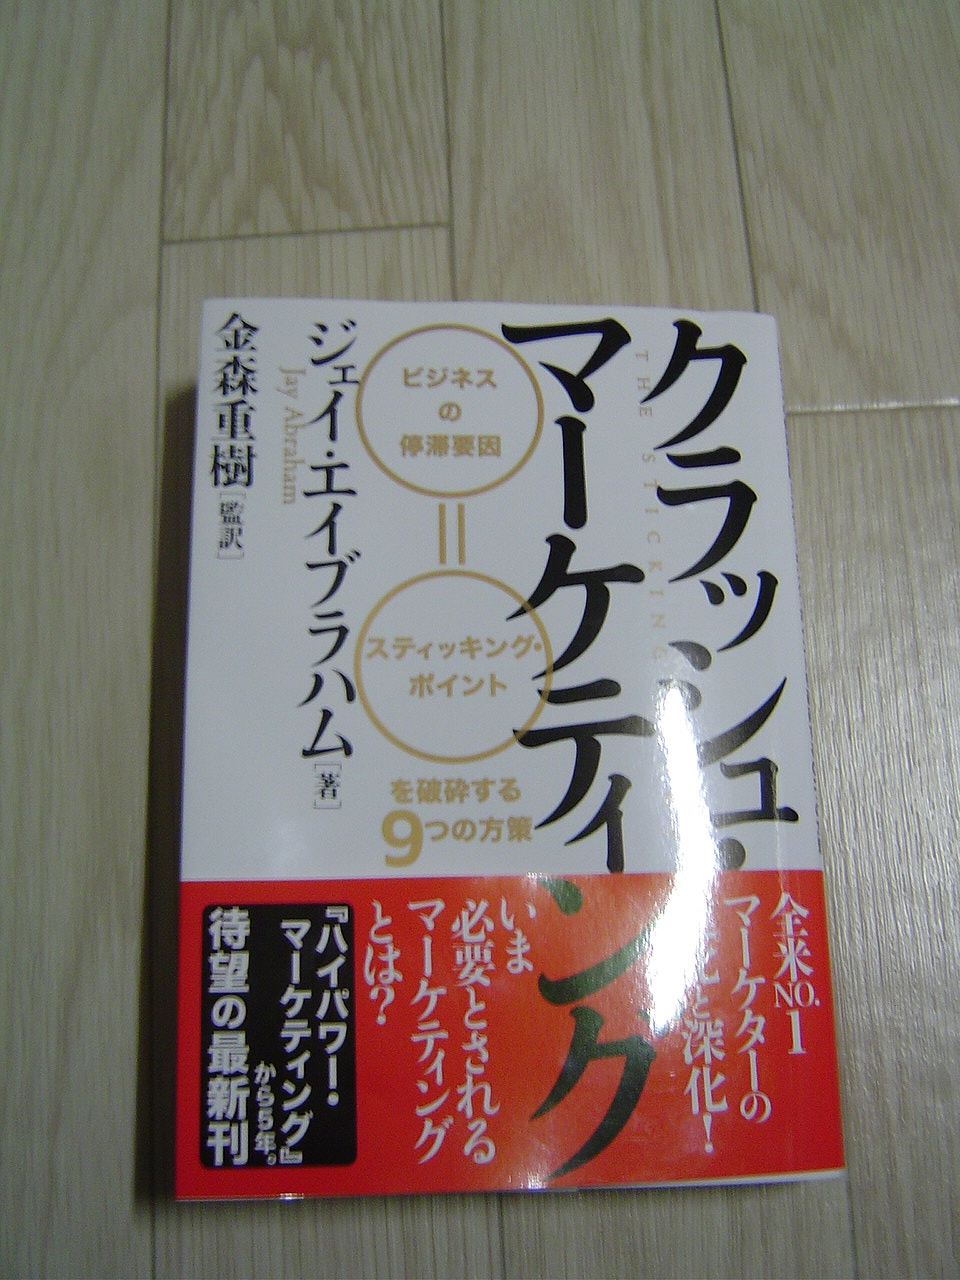 クラッシュ・
マーケティング
THE STICKING
ビジネス
の
停滞要因
=
スティッキング・
ポイント
を破砕する
9つの方策
ジェイ・エイブラハム[著]
Jay Abraham
金森重樹[監訳]
全米NO.1
マーケターの
と深化!
いま
必要とされる
マーケティング
とは?
『ハイパワー・
マーケティング』
から5年。
待望の最新刊